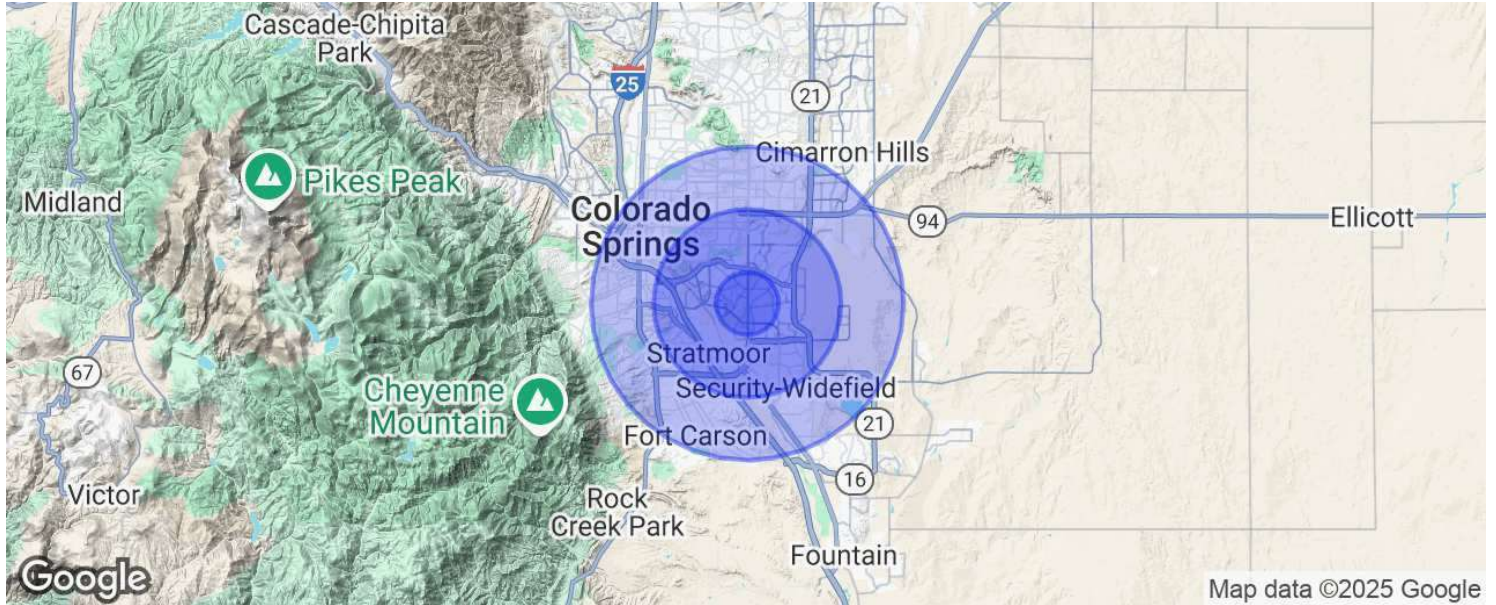 Cascade-Chipita
Park
25
21
Cimarron Hills
Pikes Peak
Midland
Colorado
Springs
94
Ellicott
67
Stratmoor
Cheyenne
Mountain
Security-Widefield
21
Fort Carson
16
Victor
Rock
Creek Park
Fountain
Google
Map data ©2025 Google